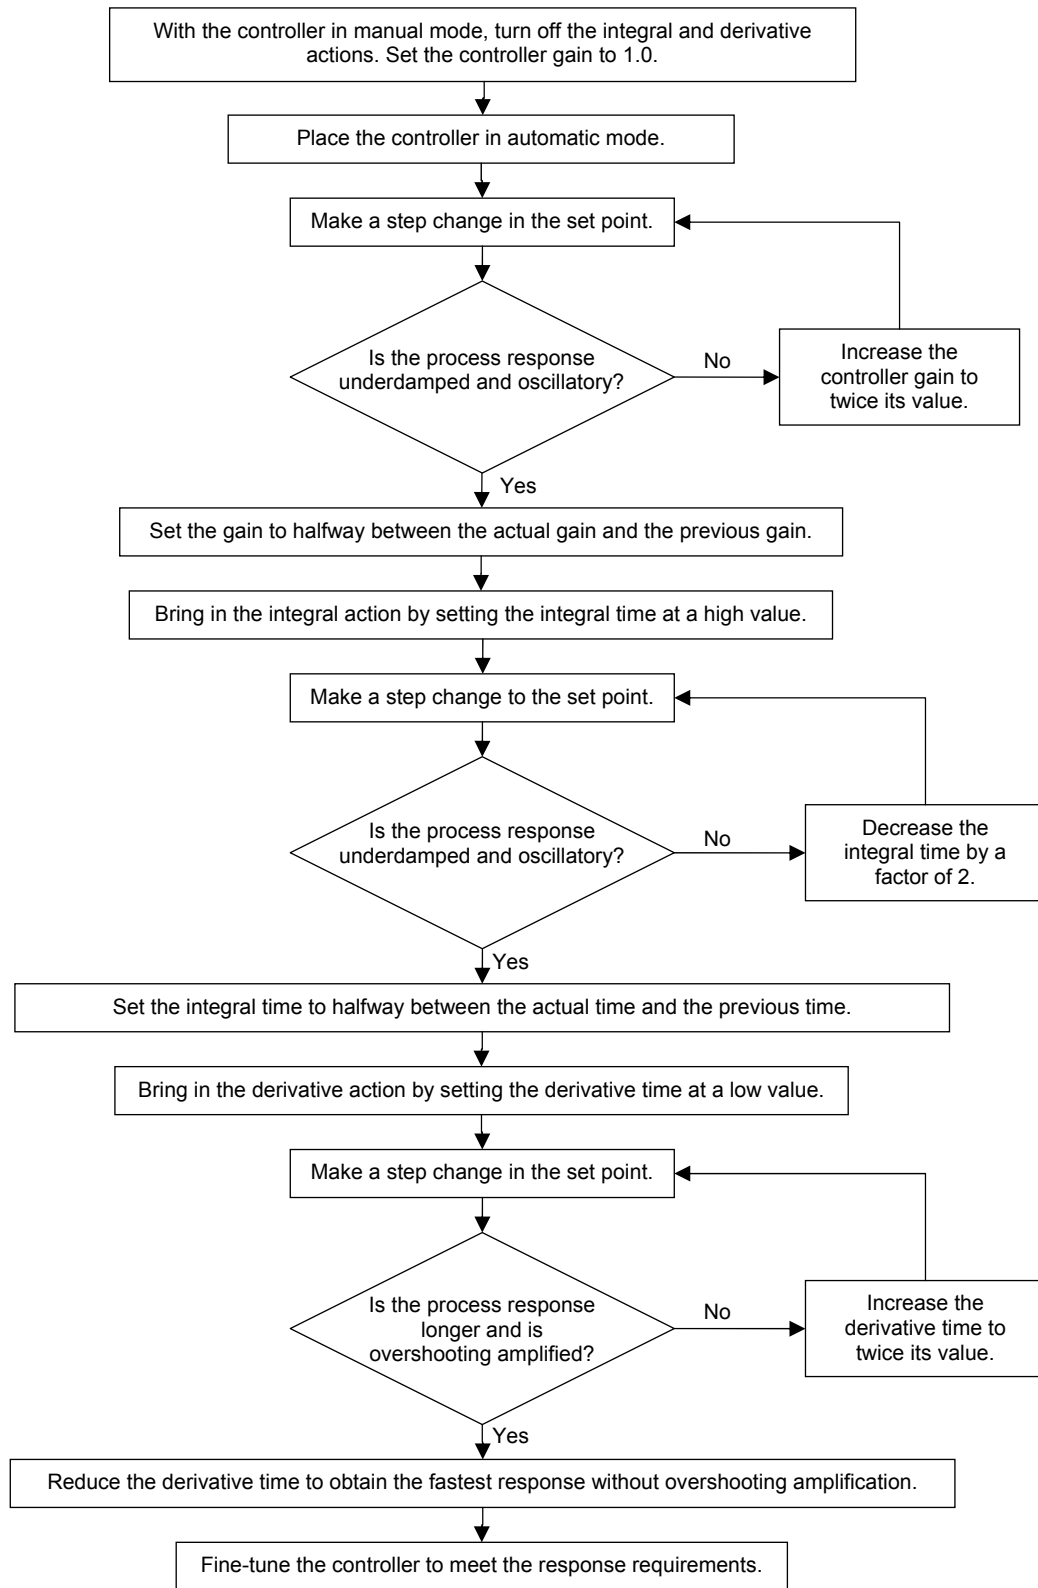 With the controller in manual mode, turn off the integral and derivative
actions. Set the controller gain to 1.0.
Place the controller in automatic mode.
Make a step change in the set point.
Is the process response
underdamped and oscillatory?
No
Increase the
controller gain to
twice its value.
Yes
Set the gain to halfway between the actual gain and the previous gain.
Bring in the integral action by setting the integral time at a high value.
Make a step change to the set point.
Is the process response
underdamped and oscillatory?
No
Decrease the
integral time by a
factor of 2.
Yes
Set the integral time to halfway between the actual time and the previous time.
Bring in the derivative action by setting the derivative time at a low value.
Make a step change in the set point.
Is the process response
longer and is
overshooting amplified?
No
Increase the
derivative time to
twice its value.
Yes
Reduce the derivative time to obtain the fastest response without overshooting amplification.
Fine-tune the controller to meet the response requirements.